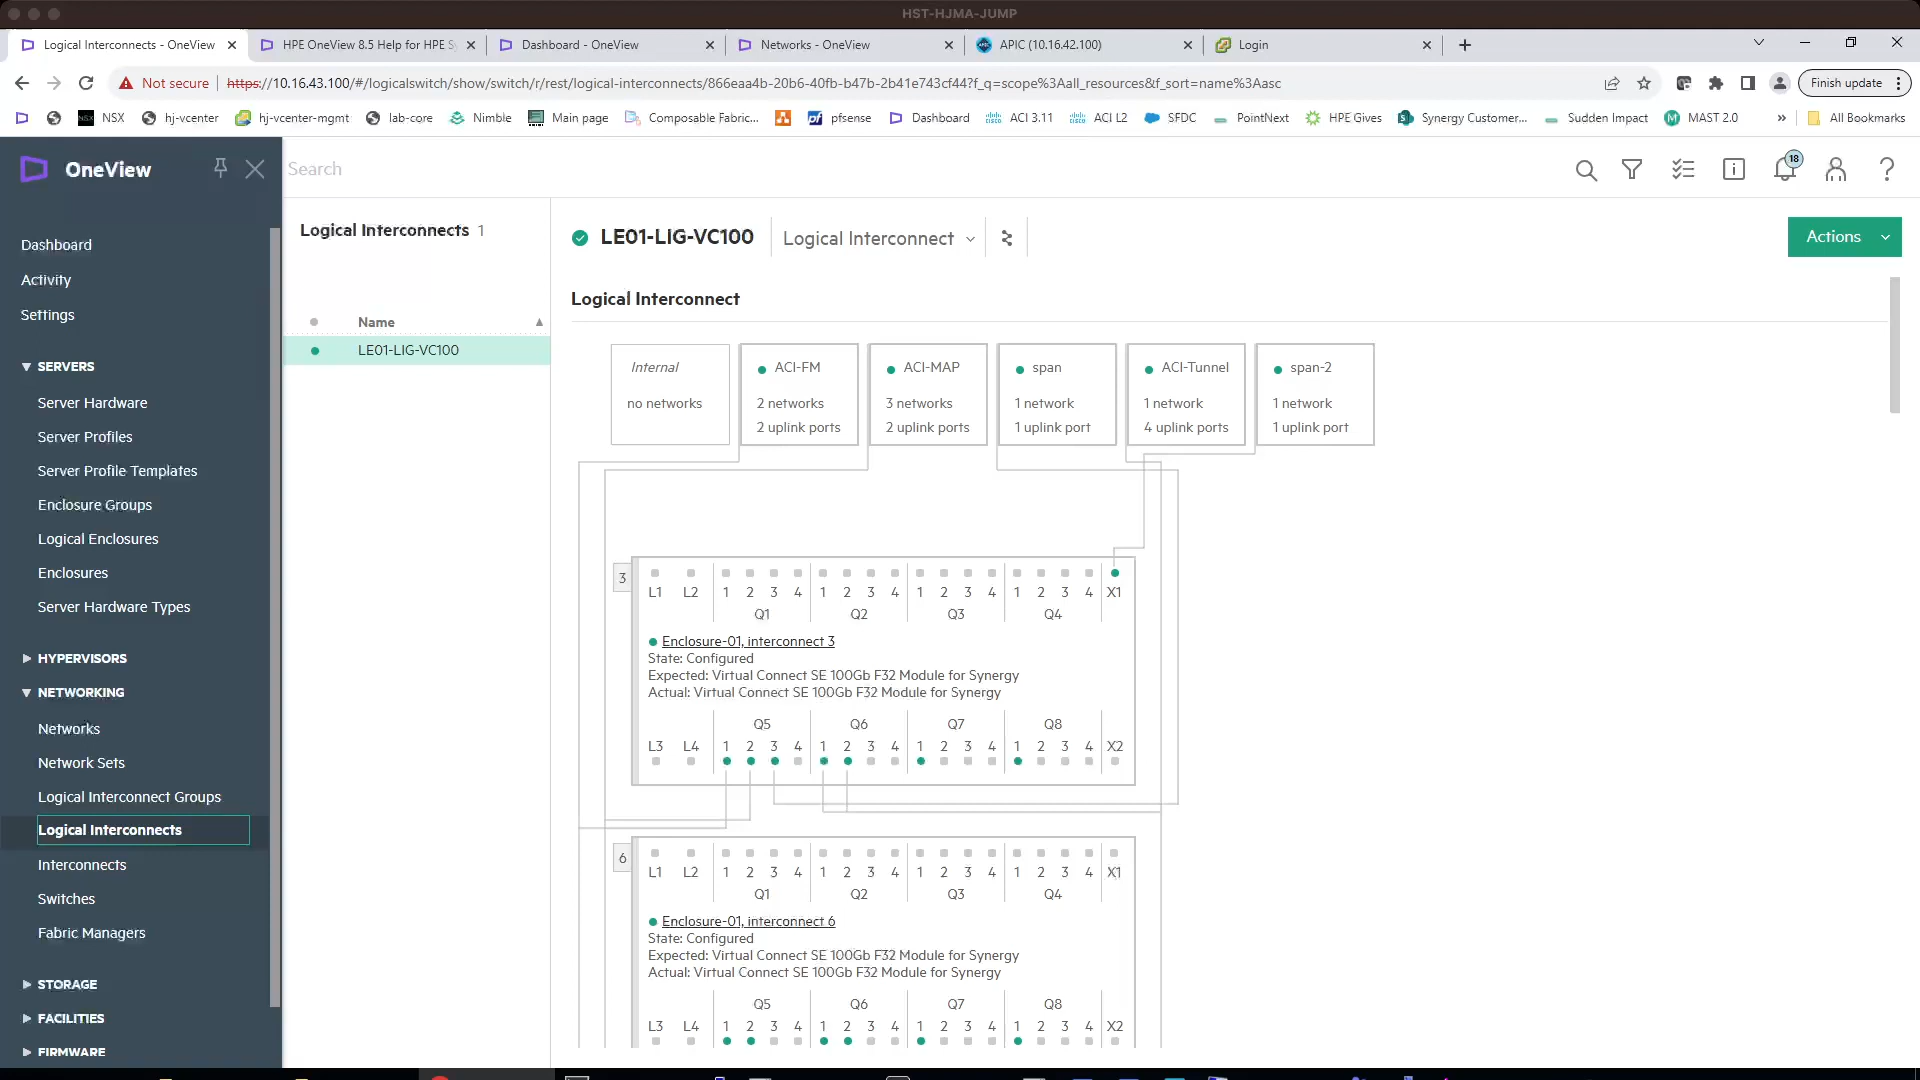 HST-HJMA-JUMP
Logical Interconnects - OneView
HPE OneView 8.5 Help for HPE Sy
Dashboard - OneView
Networks - OneView
APIC (10.16.42.100)
Login
Not secure
https://10.16.43.100/#/logicalswitch/show/switch/r/rest/logical-interconnects/866eaa4b-20b6-40fb-b47b-2b41e743cf44?f_q=scope%3Aall_resources&f_sort=name%3Aasc
Finish update
NSX
hj-vcenter
hj-vcenter-mgmt
lab-core
Nimble
Main page
Composable Fabric...
pfsense
Dashboard
ACI 3.11
ACI L2
SFDC
PointNext
HPE Gives
Synergy Customer...
Sudden Impact
MAST 2.0
»
All Bookmarks
OneView
Search
18
Dashboard
Activity
Settings
SERVERS
Server Hardware
Server Profiles
Server Profile Templates
Enclosure Groups
Logical Enclosures
Enclosures
Server Hardware Types
HYPERVISORS
NETWORKING
Networks
Network Sets
Logical Interconnect Groups
Logical Interconnects
Interconnects
Switches
Fabric Managers
STORAGE
FACILITIES
FIRMWARE
Logical Interconnects 1
Name
LE01-LIG-VC100
LE01-LIG-VC100
Logical Interconnect
Actions
Logical Interconnect
Internal
no networks
ACI-FM
2 networks
2 uplink ports
ACI-MAP
3 networks
2 uplink ports
span
1 network
1 uplink port
ACI-Tunnel
1 network
4 uplink ports
span-2
1 network
1 uplink port
3
L1 L2 1 2 3 4 1 2 3 4 1 2 3 4 1 2 3 4 X1
Q1 Q2 Q3 Q4
Enclosure-01, interconnect 3
State: Configured
Expected: Virtual Connect SE 100Gb F32 Module for Synergy
Actual: Virtual Connect SE 100Gb F32 Module for Synergy
Q5 Q6 Q7 Q8
L3 L4 1 2 3 4 1 2 3 4 1 2 3 4 1 2 3 4 X2
6
L1 L2 1 2 3 4 1 2 3 4 1 2 3 4 1 2 3 4 X1
Q1 Q2 Q3 Q4
Enclosure-01, interconnect 6
State: Configured
Expected: Virtual Connect SE 100Gb F32 Module for Synergy
Actual: Virtual Connect SE 100Gb F32 Module for Synergy
Q5 Q6 Q7 Q8
L3 L4 1 2 3 4 1 2 3 4 1 2 3 4 1 2 3 4 X2